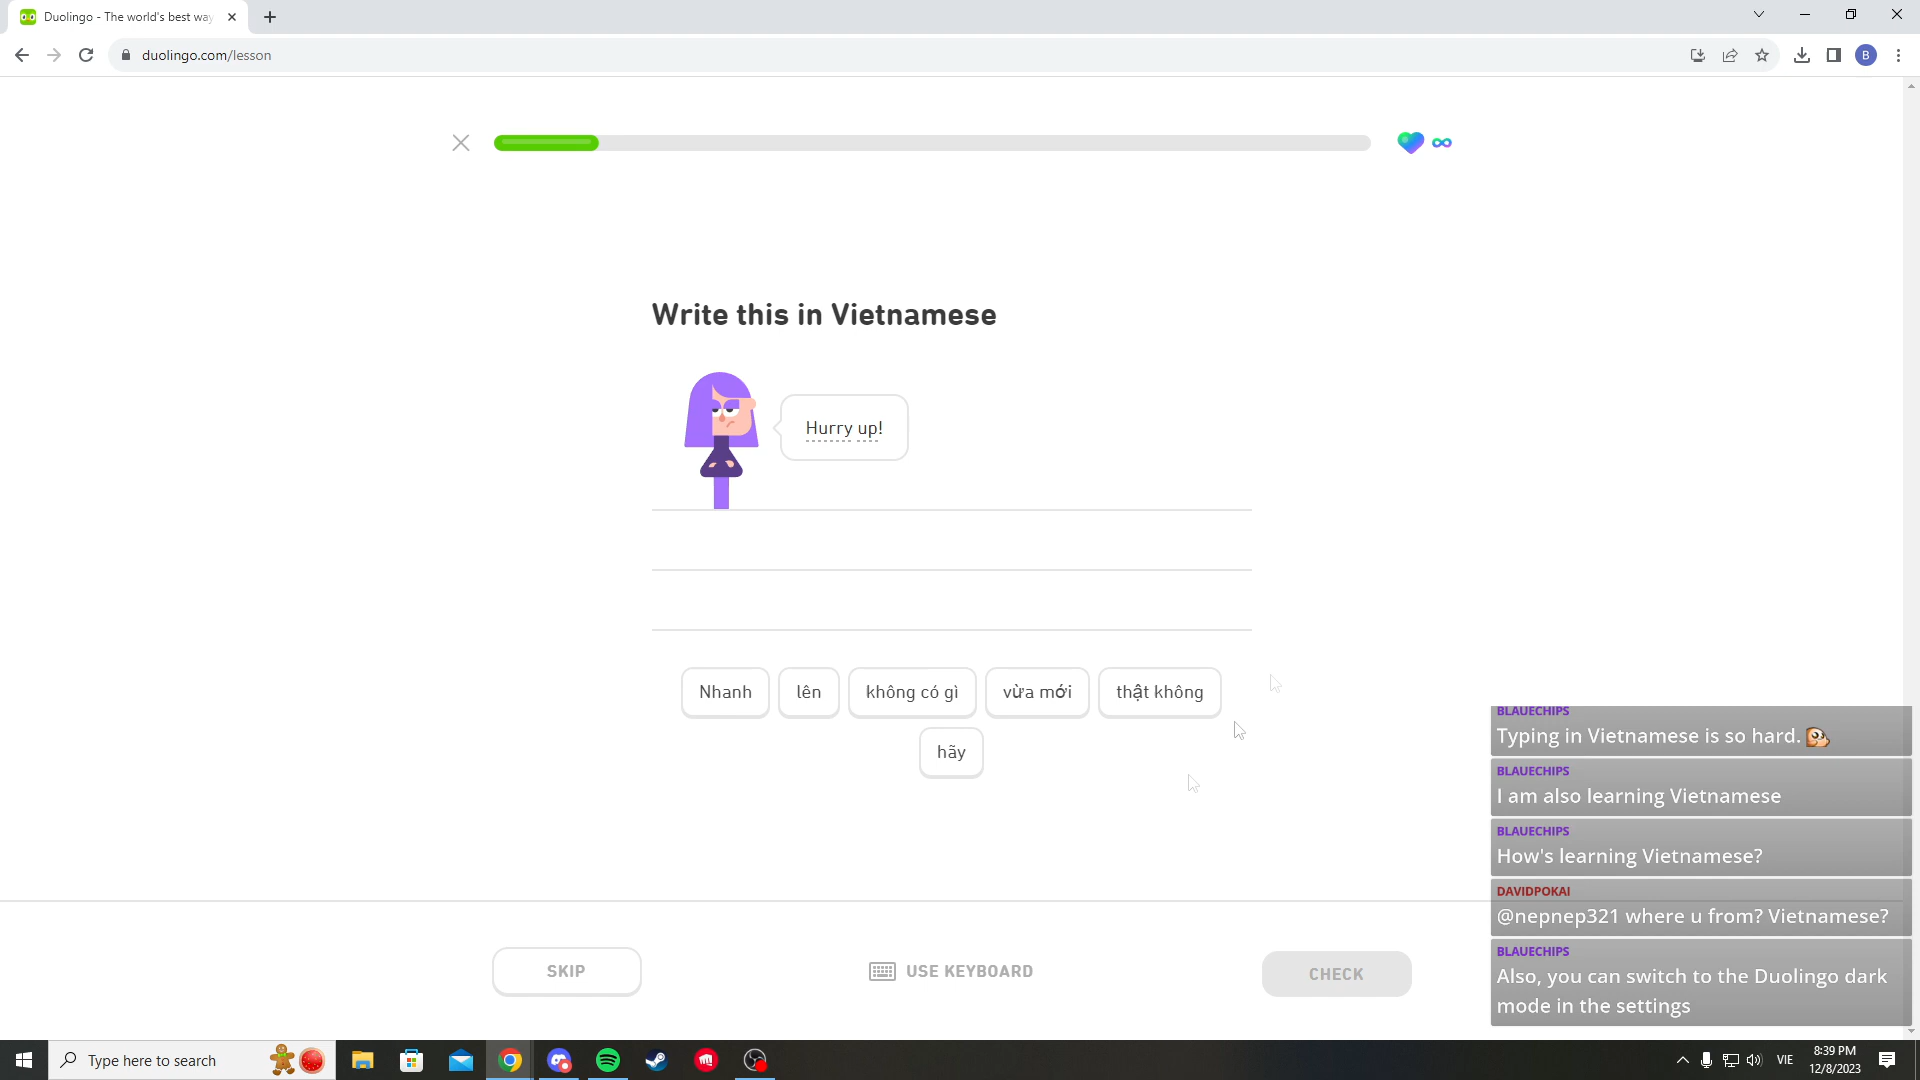 Duolingo - The world's best way
duolingo.com/lesson
B
Write this in Vietnamese
Hurry up!
Nhanh
lên
không có gì
vừa mới
thật không
hãy
SKIP
USE KEYBOARD
CHECK
BLAUECHIPS
Typing in Vietnamese is so hard.
BLAUECHIPS
I am also learning Vietnamese
BLAUECHIPS
How's learning Vietnamese?
DAVIDPOKAI
@nepnep321 where u from? Vietnamese?
BLAUECHIPS
Also, you can switch to the Duolingo dark
mode in the settings
Type here to search
VIE
8:39 PM
12/8/2023